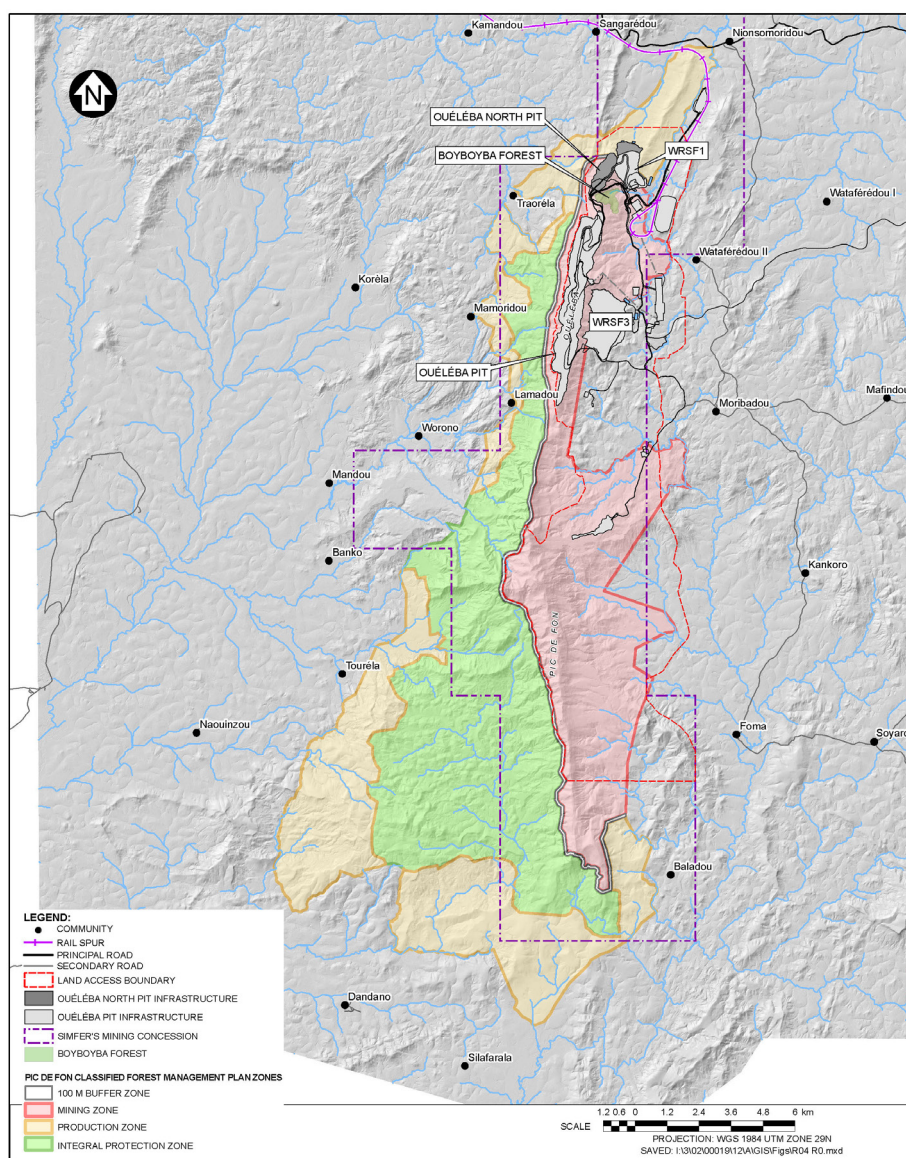 Kamandou
Sangarédou
Nionsomoridou
N
OUÉLÉBA NORTH PIT
BOYBOYBA FOREST
WRSF1
Traoréla
Wataférédou I
Wataférédou II
Korèla
Mamoridou
OUELEBA
WRSF3
OUÉLÉBA PIT
Lamadou
Moribadou
Mafindou
Worono
Mandou
Banko
Kankoro
PIC DE FON
Touréla
Naouinzou
Foma
Soyaro
Baladou
Dandano
Silafarala
LEGEND:
COMMUNITY
RAIL SPUR
PRINCIPAL ROAD
SECONDARY ROAD
LAND ACCESS BOUNDARY
OUÉLÉBA NORTH PIT INFRASTRUCTURE
OUÉLÉBA PIT INFRASTRUCTURE
SIMFER'S MINING CONCESSION
BOYBOYBA FOREST
PIC DE FON CLASSIFIED FOREST MANAGEMENT PLAN ZONES
100 M BUFFER ZONE
MINING ZONE
PRODUCTION ZONE
INTEGRAL PROTECTION ZONE
1.2 0.6 0 1.2 2.4 3.6 4.8 6 km
SCALE
PROJECTION: WGS 1984 UTM ZONE 29N
SAVED: I:\3\02\00019\12\A\GIS\Figs\R04 R0.mxd